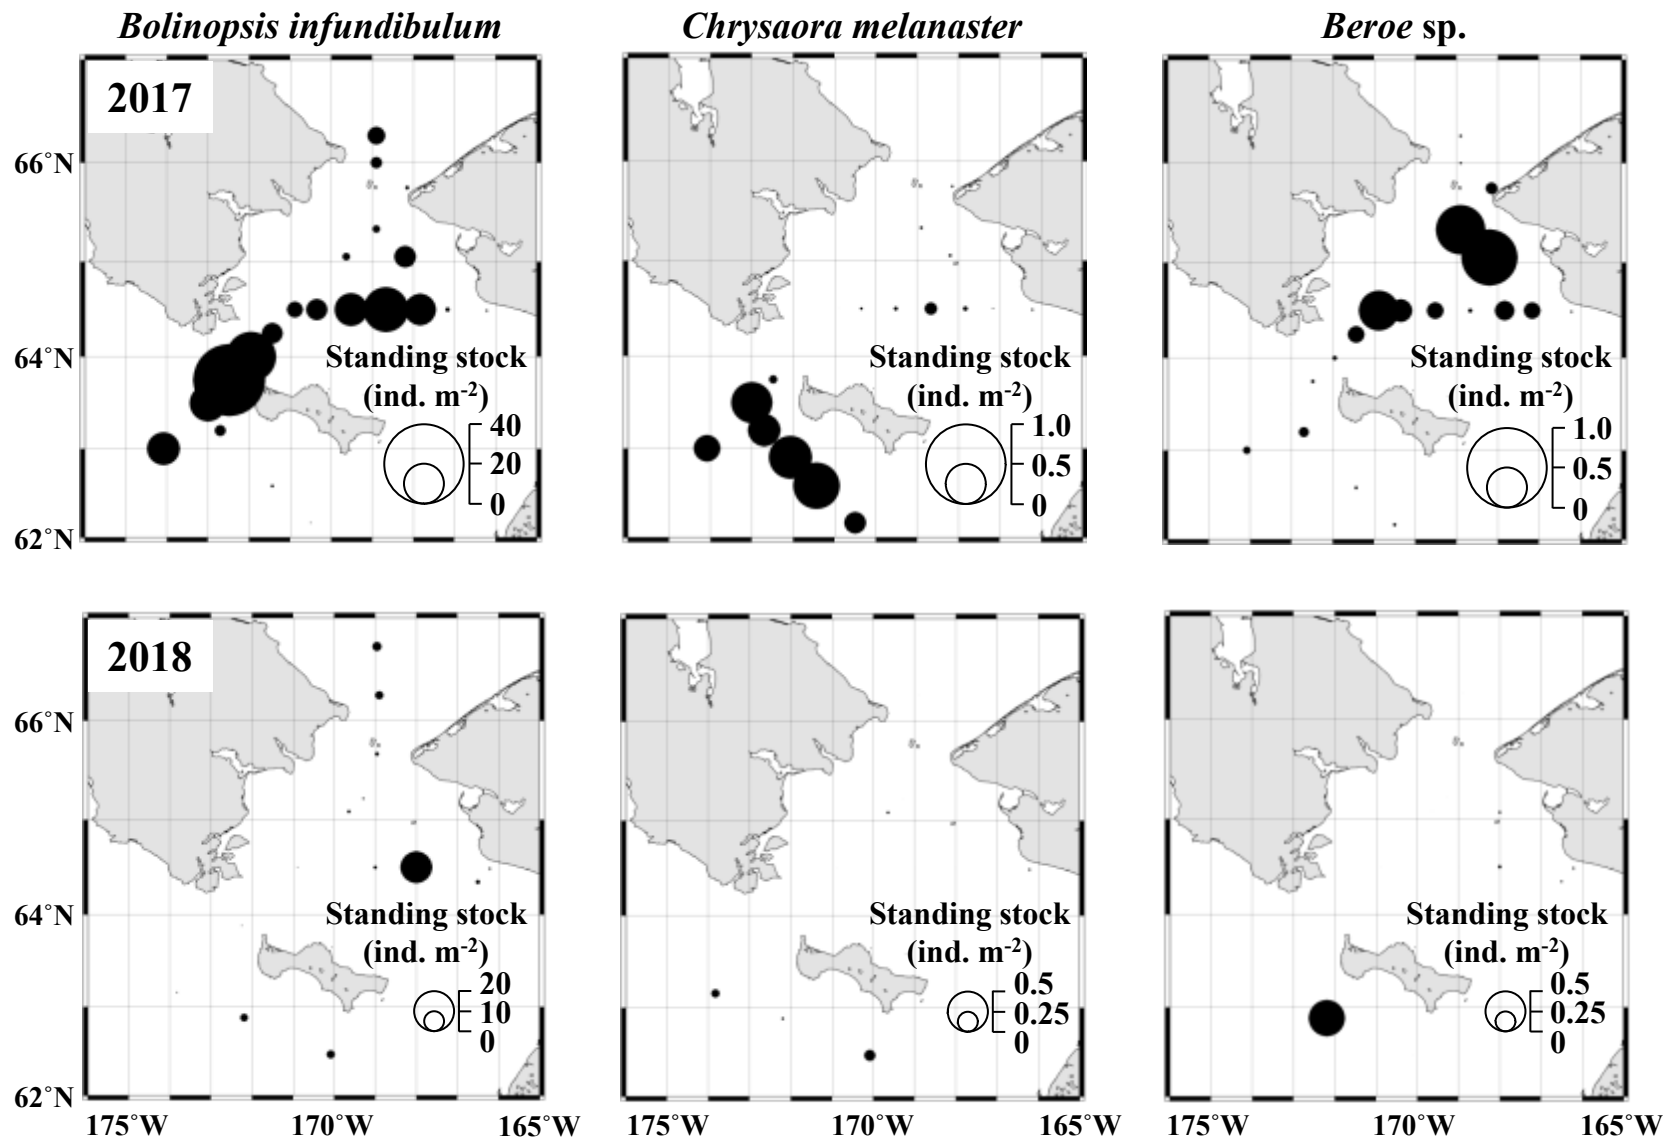 Bolinopsis infundibulum
Chrysaora melanaster
Beroe sp.
2017
66°N
64°N
62°N
Standing stock
(ind. m-2)
40
20
0
Standing stock
(ind. m-2)
1.0
0.5
0
Standing stock
(ind. m-2)
1.0
0.5
0
2018
66°N
64°N
62°N
Standing stock
(ind. m-2)
20
10
0
Standing stock
(ind. m-2)
0.5
0.25
0
Standing stock
(ind. m-2)
0.5
0.25
0
175°W 170°W 165°W
175°W 170°W 165°W
175°W 170°W 165°W